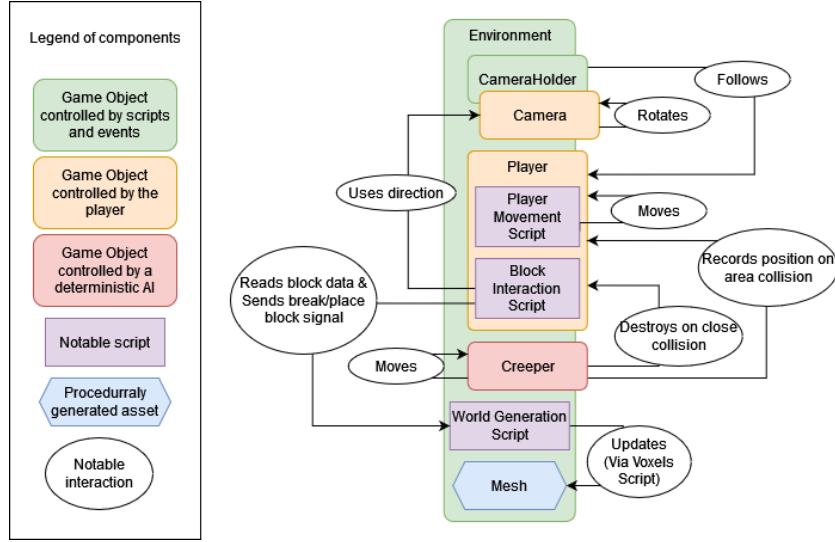 Legend of components
Game Object
controlled by scripts
and events
Game Object
controlled by the
player
Game Object
controlled by a
deterministic AI
Notable script
Procedurraly
generated asset
Notable
interaction
Environment
CameraHolder
Follows
Camera
Rotates
Player
Uses direction
Player
Movement
Script
Moves
Records position on
area collision
Block
Interaction
Script
Reads block data &
Sends break/place
block signal
Destroys on close
collision
Moves
Creeper
World Generation
Script
Updates
(Via Voxels
Script)
Mesh